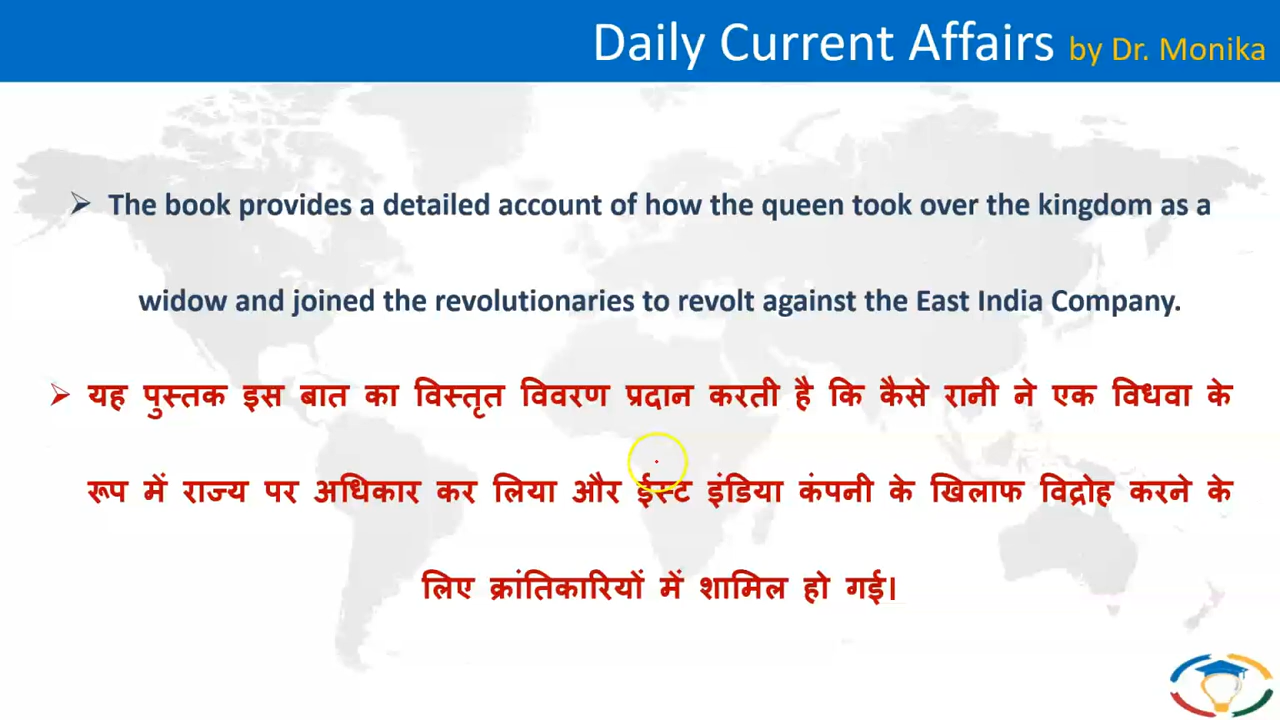 Daily Current Affairs by Dr. Monika
➢ The book provides a detailed account of how the queen took over the kingdom as a
widow and joined the revolutionaries to revolt against the East India Company.
➢ यह पुस्तक इस बात का विस्तृत विवरण प्रदान करती है कि कैसे रानी ने एक विधवा के
रूप में राज्य पर अधिकार कर लिया और ईस्ट इंडिया कंपनी के खिलाफ विद्रोह करने के
लिए क्रांतिकारियों में शामिल हो गई।